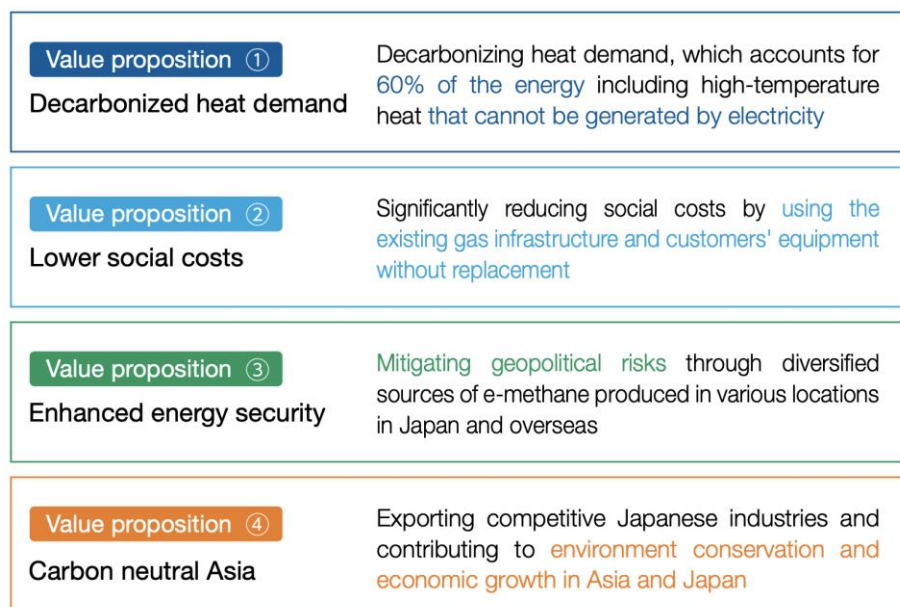 Value proposition ①
Decarbonized heat demand
Decarbonizing heat demand, which accounts for
60% of the energy including high-temperature
heat that cannot be generated by electricity
Value proposition ②
Lower social costs
Significantly reducing social costs by using the
existing gas infrastructure and customers' equipment
without replacement
Value proposition ③
Enhanced energy security
Mitigating geopolitical risks through diversified
sources of e-methane produced in various locations
in Japan and overseas
Value proposition ④
Carbon neutral Asia
Exporting competitive Japanese industries and
contributing to environment conservation and
economic growth in Asia and Japan